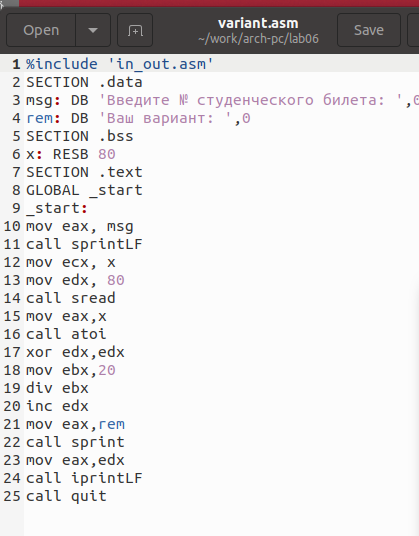 Open
variant.asm
~/work/arch-pc/lab06
Save
1 %include 'in_out.asm'
2 SECTION .data
3 msg: DB 'Введите № студенческого билета: ',0
4 rem: DB 'Ваш вариант: ',0
5 SECTION .bss
6 x: RESB 80
7 SECTION .text
8 GLOBAL _start
9 _start:
10 mov eax, msg
11 call sprintLF
12 mov ecx, x
13 mov edx, 80
14 call sread
15 mov eax,x
16 call atoi
17 xor edx,edx
18 mov ebx,20
19 div ebx
20 inc edx
21 mov eax,rem
22 call sprint
23 mov eax,edx
24 call iprintLF
25 call quit